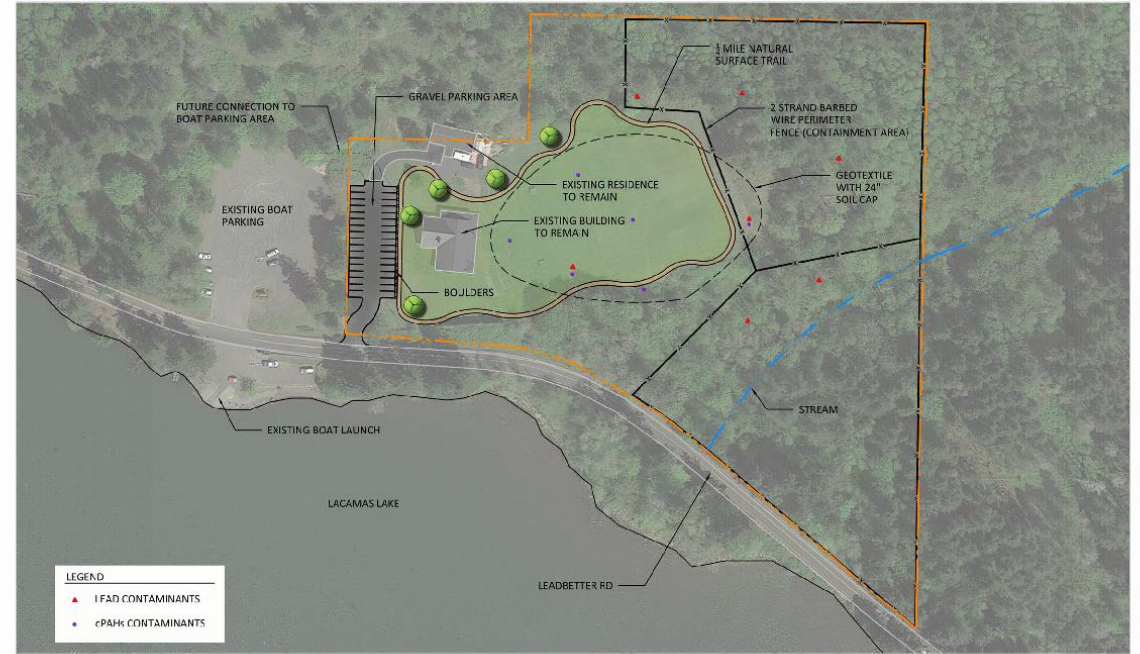 ¼ MILE NATURAL
SURFACE TRAIL
GRAVEL PARKING AREA
FUTURE CONNECTION TO
BOAT PARKING AREA
2 STRAND BARBED
WIRE PERIMETER
FENCE (CONTAINMENT AREA)
GEOTEXTILE
WITH 24"
SOIL CAP
EXISTING RESIDENCE
TO REMAIN
EXISTING BOAT
PARKING
EXISTING BUILDING
TO REMAIN
BOULDERS
STREAM
EXISTING BOAT LAUNCH
LACAMAS LAKE
LEADBETTER RD
LEGEND
LEAD CONTAMINANTS
cPAHs CONTAMINANTS